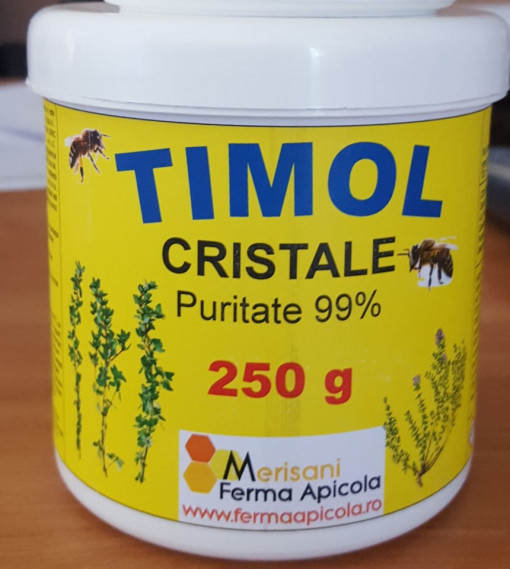 TIMOL
CRISTALE
Puritate 99%
250 g
Merisani
Ferma Apicola
www.fermaapicola.ro